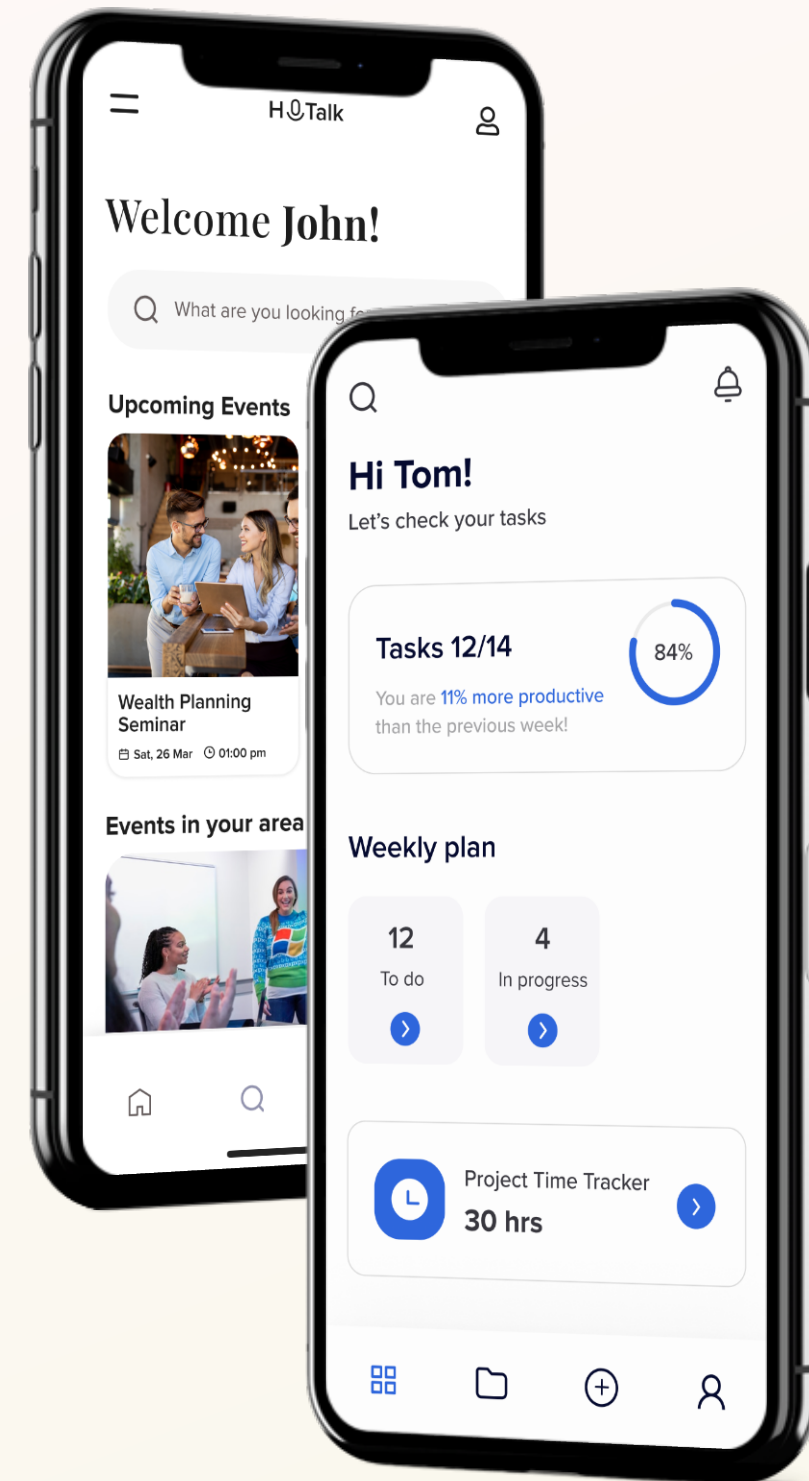 H Talk
Welcome John!
What are you looking
Upcoming Events
Wealth Planning
Seminar
Sat, 26 Mar 01:00 pm
Events in your area
Hi Tom!
Let's check your tasks
Tasks 12/14
84%
You are 11% more productive
than the previous week!
Weekly plan
12
To do
4
In progress
Project Time Tracker
30 hrs